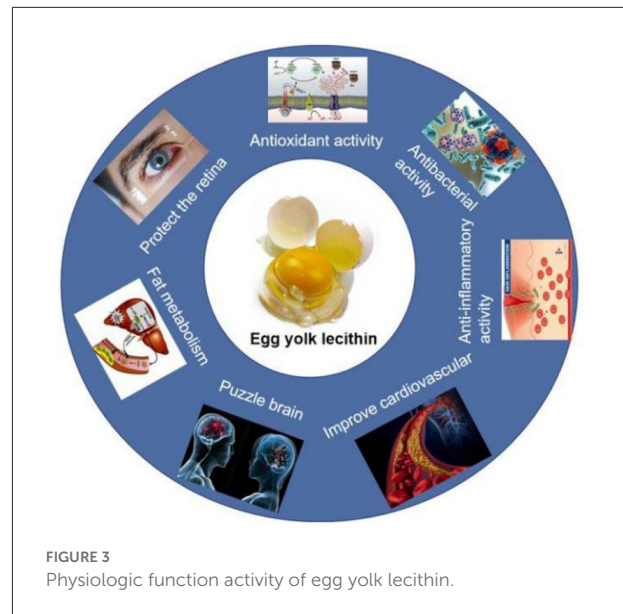 Antioxidant activity
Antibacterial
activity
Anti-inflammatory
activity
Improve cardiovascular
Puzzle brain
Fat metabolism
Protect the retina
Egg yolk lecithin
FIGURE 3
Physiologic function activity of egg yolk lecithin.